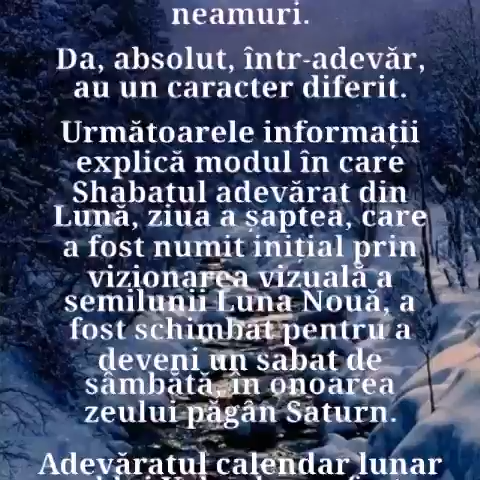 neamuri.
Da, absolut, într-adevăr,
au un caracter diferit.
Următoarele informații
explică modul în care
Shabatul adevărat din
Lună, ziua a șaptea, care
a fost numit inițial prin
vizionarea vizuală a
semilunii Luna Nouă, a
fost schimbat pentru a
deveni un sabat de
sâmbătă, în onoarea
zeului păgân Saturn.
Adevăratul calendar lunar